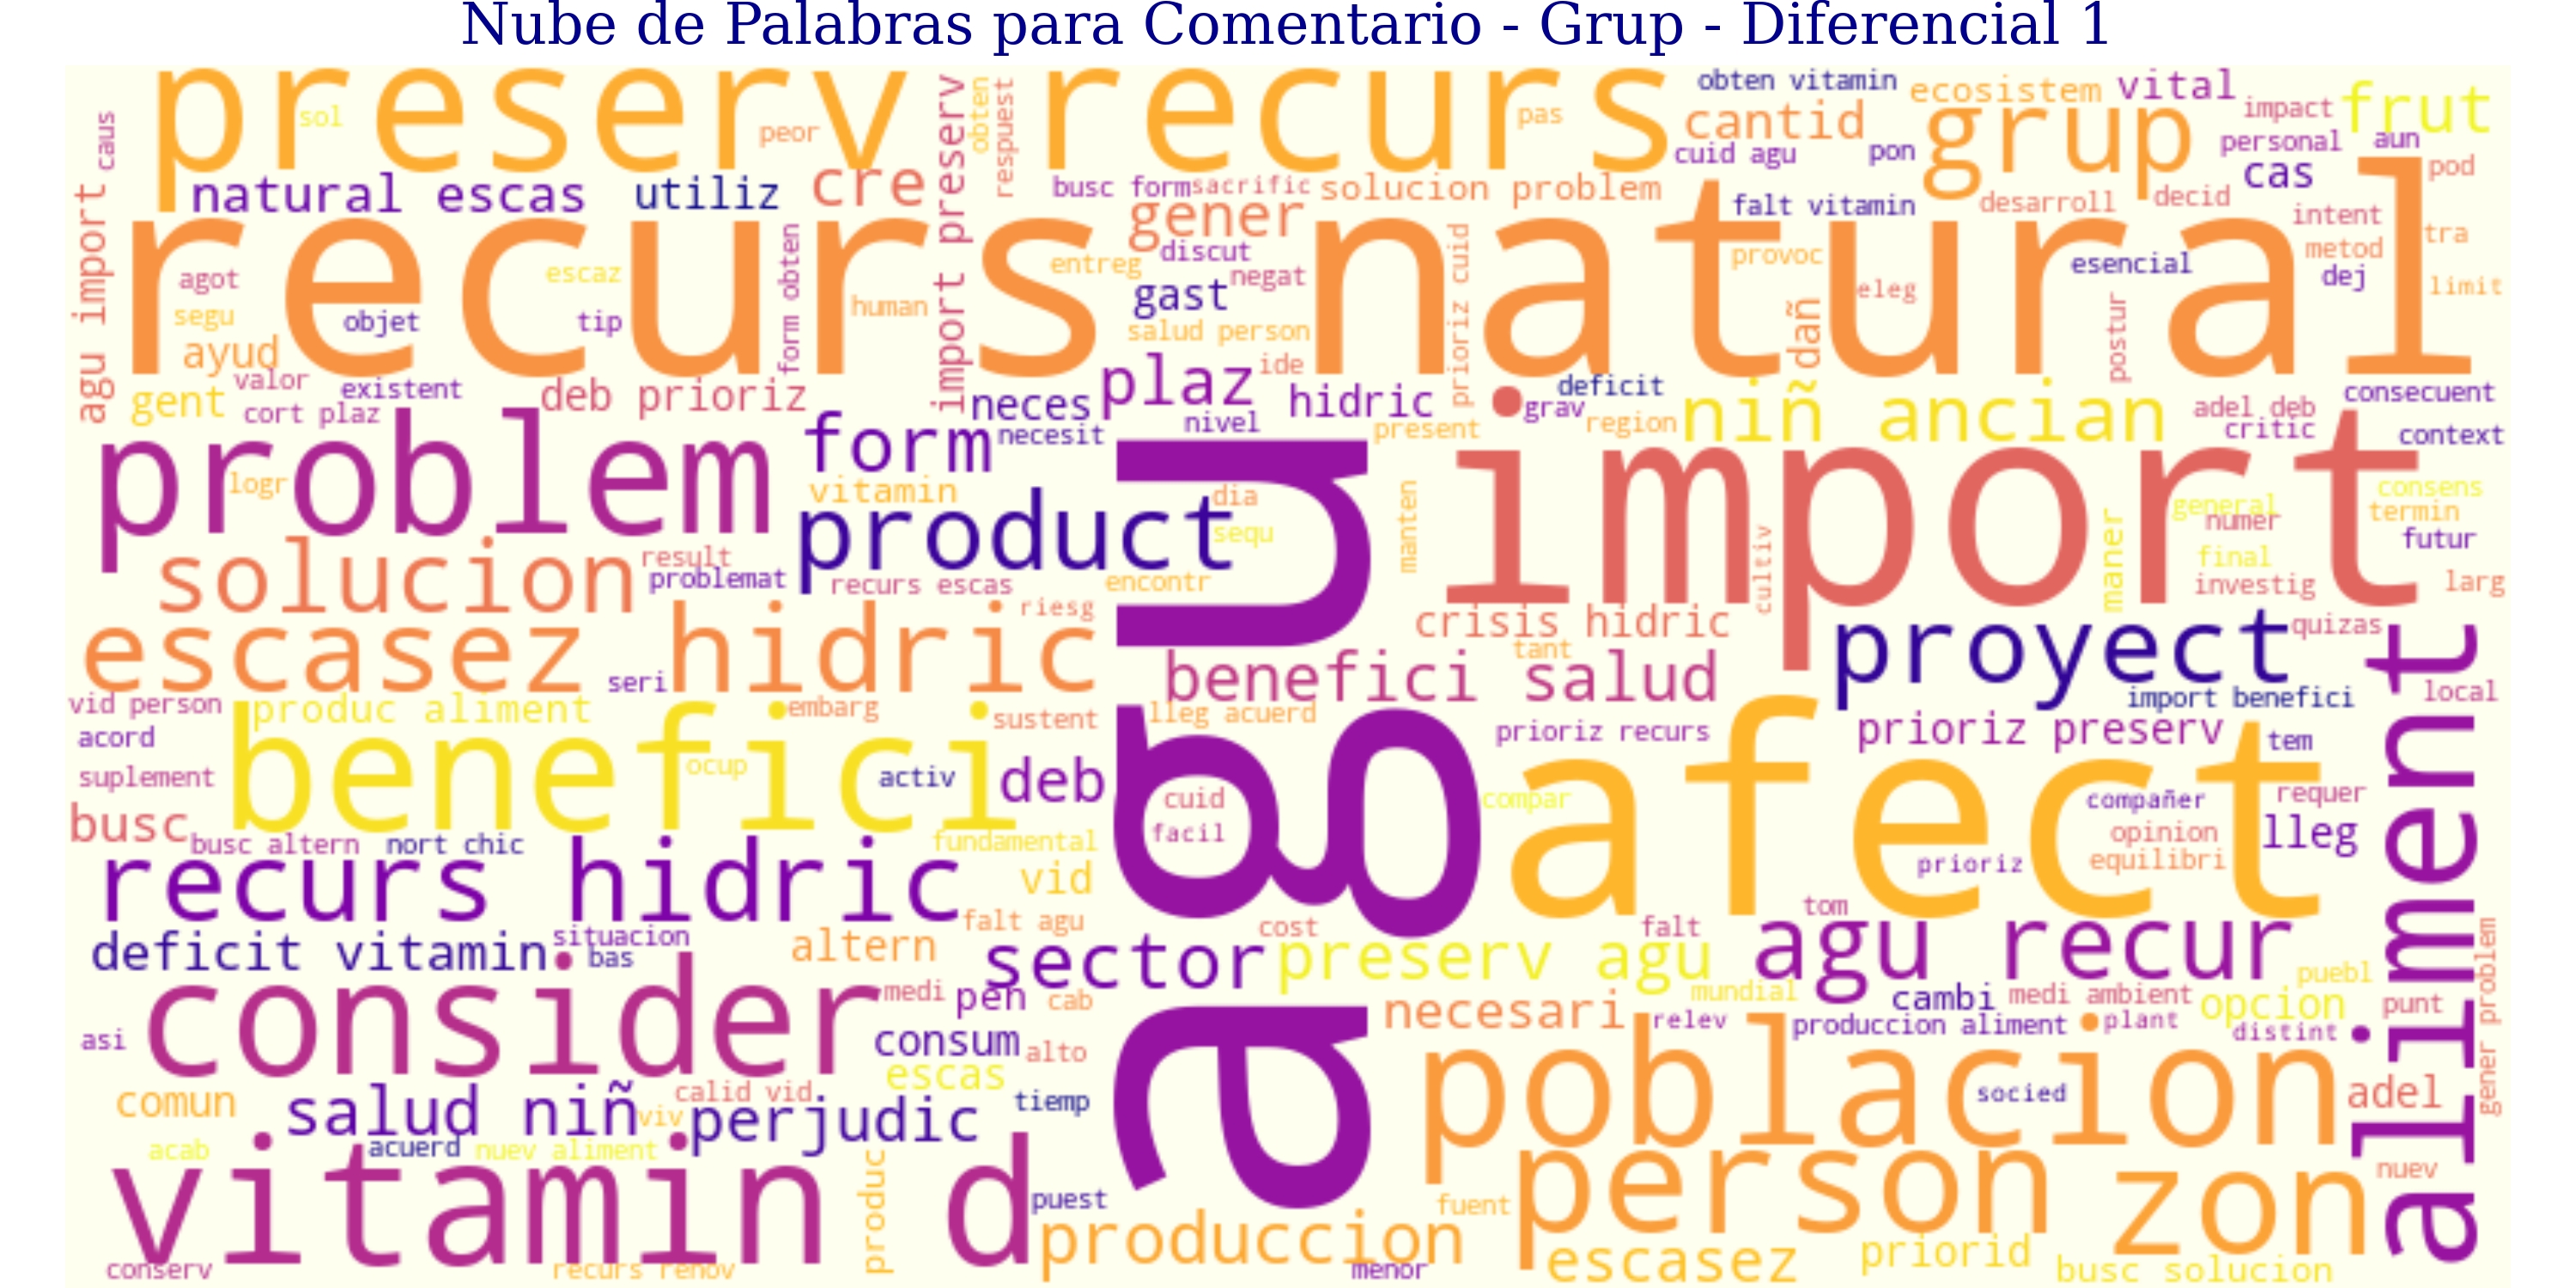 Nube de Palabras para Comentario - Grup - Diferencial 1
preserv recurs
sol
peor
pas
caus
obten
respuest
import preserv
obten vitamin
ecosistem
vital
impact
frut
cantid
grup
personal
aun
cuid agu
pon
cas
pod
natural escas
utiliz
cre
busc form
sacrific
solucion problem
falt vitamin
desarroll
decid
intent
gener
discut
recurs natural
agu import
agot
escaz
form obten
human
entreg
negat
prioriz cuid
provoc
eleg
esencial
metod
tra
dej
limit
segu
objet
tip
gast
salud person
dañ
postur
ayud
valor
existent
deb prioriz
plaz
ide
gent
cort plaz
neces
hidric
nivel
grav
deficit
region
niñ ancian
adel deb
consecuent
critic
context
problem
form
necesit
present
import
logr
vitamin
product
dia
sequ
manten
cultiv
maner
general
numer
consens
termin
futur
final
investig
larg
solucion
result
problemat
recurs escas
encontr
escasez hidric
riesg
seri
agu
crisis hidric
tant
proyect
quizas
benefici salud
import benefici
local
vid person
produc aliment
embarg
sustent
lleg acuerd
prioriz recurs
prioriz preserv
tem
acord
benefici
ocup
activ
deb
suplement
cuid
facil
compar
afect
compañer
requer
opinion
lleg
prioriz
equilibri
aliment
busc
busc altern
nort chic
fundamental
recurs hidric
vid
falt agu
cost
falt
tom
deficit vitamin
situacion
bas
altern
sector
preserv agu
agu recur
puebl
gener problem
consider
medi
pen
cab
mundial
necesari
cambi
medi ambient
opcion
punt
relev
produccion aliment
plant
distint
asi
consum
alto
escas
poblacion
socied
adel
comun
salud niñ
calid vid
viv
perjudic
tiemp
acab
acuerd
nuev aliment
vitamin d
produc
puest
person
zon
nuev
fuent
produccion
escasez
priorid
busc solucion
conserv
recurs renov
menor